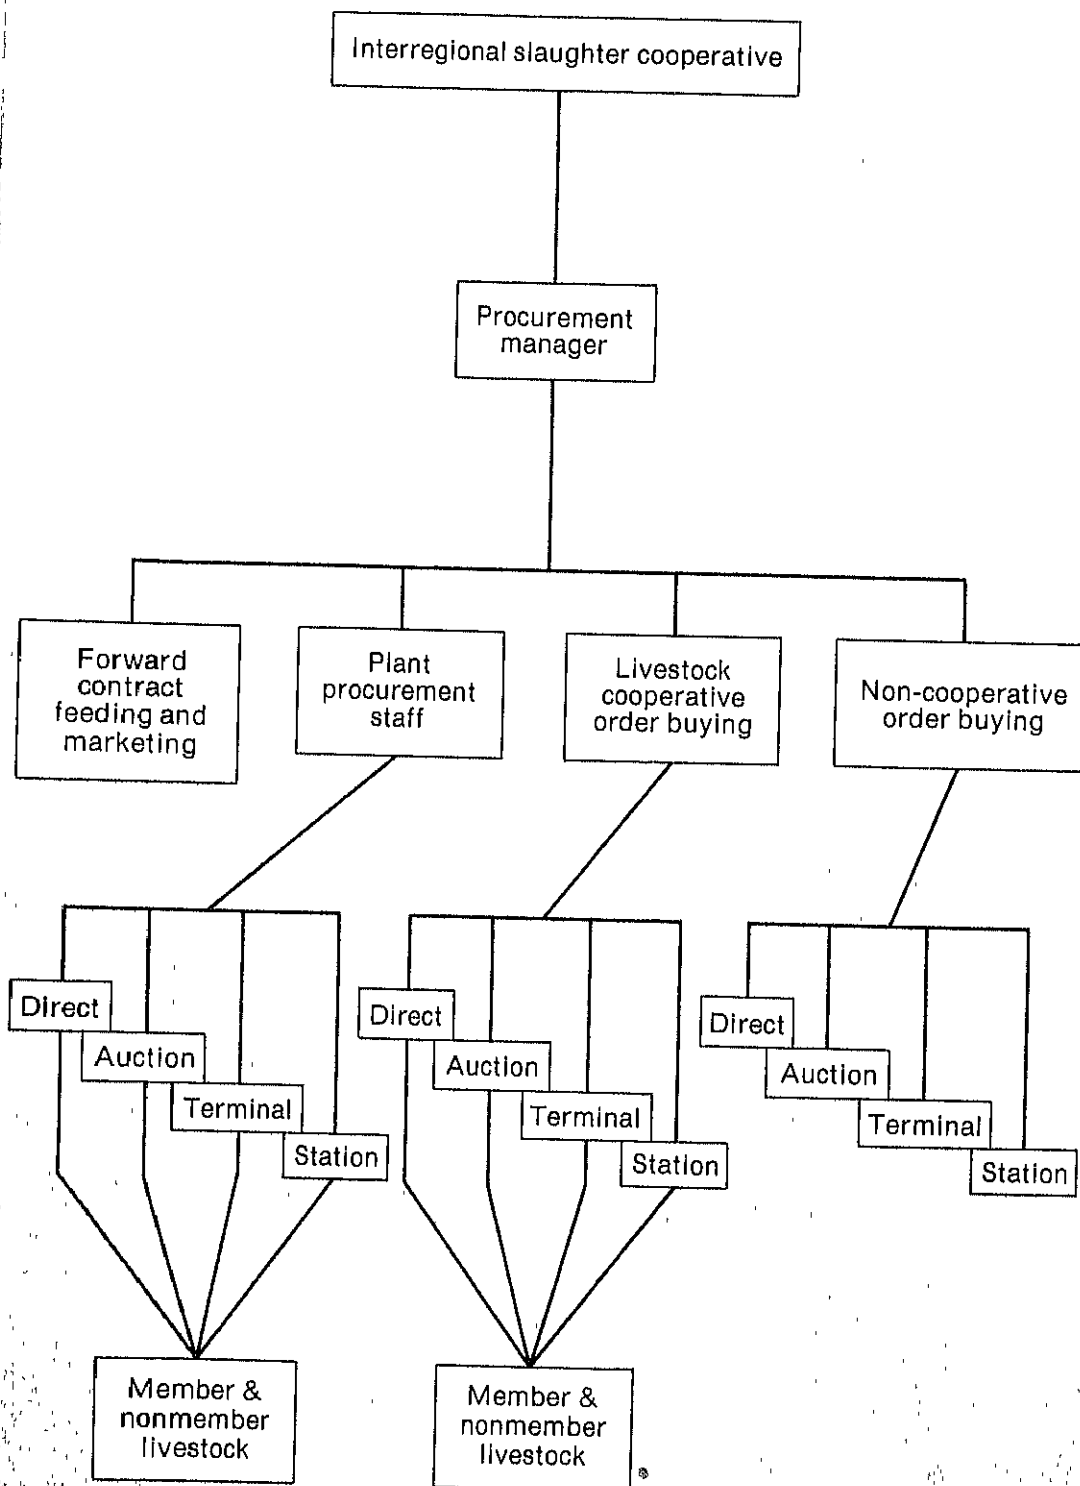 Interregional slaughter cooperative
Procurement
manager
Forward
contract
feeding and
marketing
Plant
procurement
staff
Livestock
cooperative
order buying
Non-cooperative
order buying
Direct
Auction
Terminal
Station
Direct
Auction
Terminal
Station
Direct
Auction
Terminal
Station
Member &
nonmember
livestock
Member &
nonmember
livestock